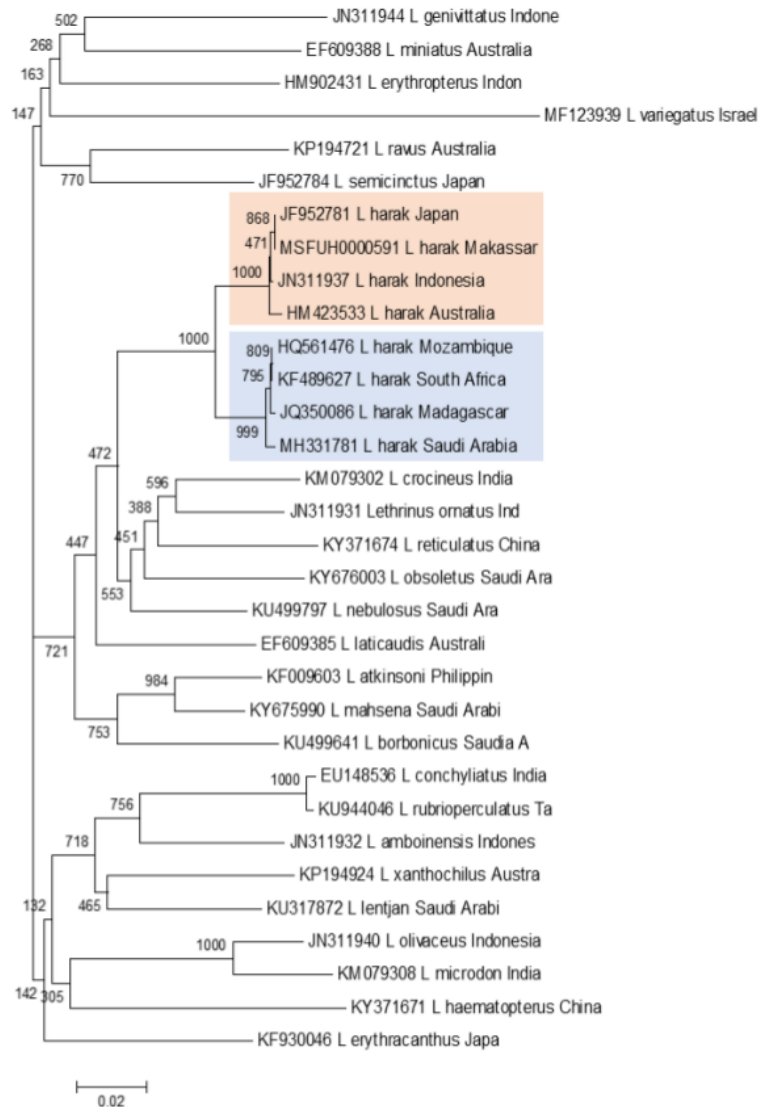 502
JN311944 L genivittatus Indone
268
EF609388 L miniatus Australia
163
HM902431 L erythropterus Indon
147
MF123939 L variegatus Israel
KP194721 L ravus Australia
770
JF952784 L semicinctus Japan
868
JF952781 L harak Japan
471
MSFUH0000591 L harak Makassar
1000
JN311937 L harak Indonesia
HM423533 L harak Australia
1000
809
HQ561476 L harak Mozambique
795
KF489627 L harak South Africa
JQ350086 L harak Madagascar
999
MH331781 L harak Saudi Arabia
472
596
KM079302 L crocineus India
388
JN311931 Lethrinus ornatus Ind
447
451
KY371674 L reticulatus China
KY676003 L obsoletus Saudi Ara
553
KU499797 L nebulosus Saudi Ara
721
EF609385 L laticaudis Australi
984
KF009603 L atkinsoni Philippin
KY675990 L mahsena Saudi Arabi
753
KU499641 L borbonicus Saudia A
1000
EU148536 L conchyliatus India
756
KU944046 L rubrioperculatus Ta
718
JN311932 L amboinensis Indones
KP194924 L xanthochilus Austra
132
465
KU317872 L lentjan Saudi Arabi
1000
JN311940 L olivaceus Indonesia
KM079308 L microdon India
142
305
KY371671 L haematopterus China
KF930046 L erythracanthus Japa
0.02